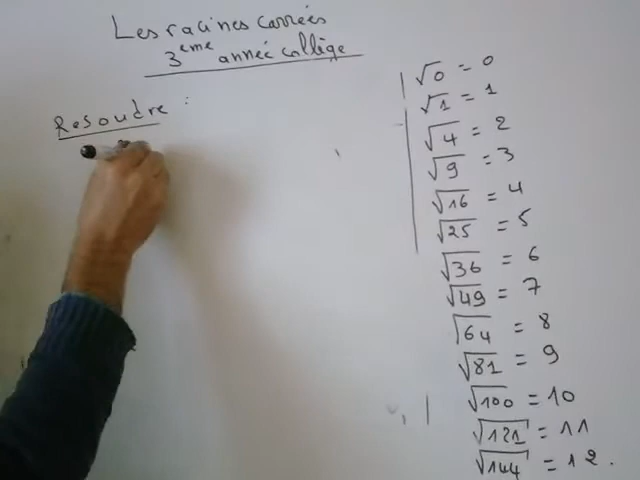 Les racines carrées
3ème année collège
Resoudre :
√0 = 0
√1 = 1
√4 = 2
√9 = 3
√16 = 4
√25 = 5
√36 = 6
√49 = 7
√64 = 8
√81 = 9
√100 = 10
√121 = 11
√144 = 12.